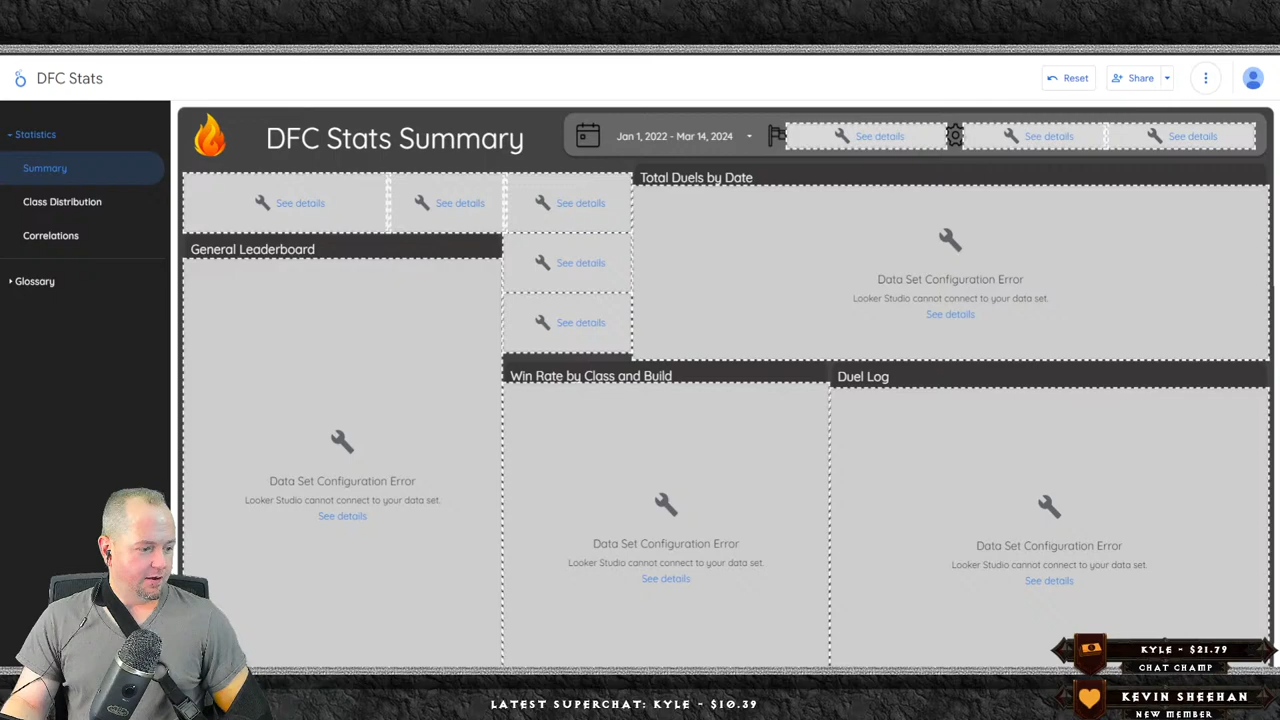 DFC Stats
Reset
Share
Statistics
Summary
Class Distribution
Correlations
Glossary
DFC Stats Summary
Jan 1, 2022 - Mar 14, 2024
See details
See details
See details
See details
See details
See details
Total Duels by Date
General Leaderboard
See details
See details
Data Set Configuration Error
Looker Studio cannot connect to your data set.
See details
Win Rate by Class and Build
Duel Log
Data Set Configuration Error
Looker Studio cannot connect to your data set.
See details
Data Set Configuration Error
Looker Studio cannot connect to your data set.
See details
Data Set Configuration Error
Looker Studio cannot connect to your data set.
See details
KYLE - $21.79
CHAT CHAMP
KEVIN SHEEHAN
NEW MEMBER
LATEST SUPERCHAT: KYLE - $10.39